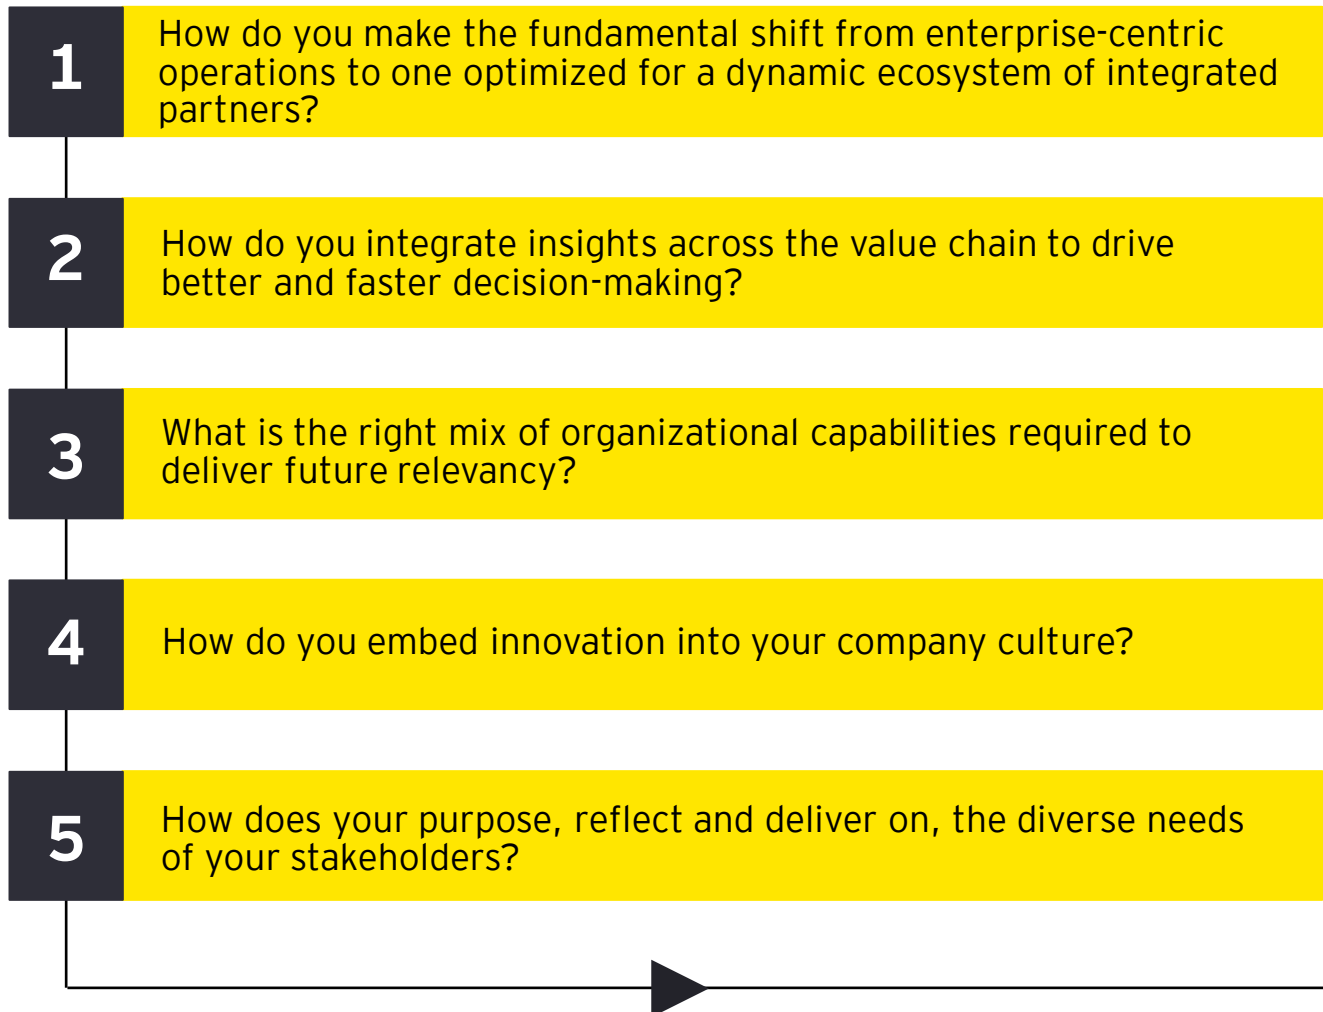 1
How do you make the fundamental shift from enterprise-centric
operations to one optimized for a dynamic ecosystem of integrated
partners?
2
How do you integrate insights across the value chain to drive
better and faster decision-making?
3
What is the right mix of organizational capabilities required to
deliver future relevancy?
4
How do you embed innovation into your company culture?
5
How does your purpose, reflect and deliver on, the diverse needs
of your stakeholders?